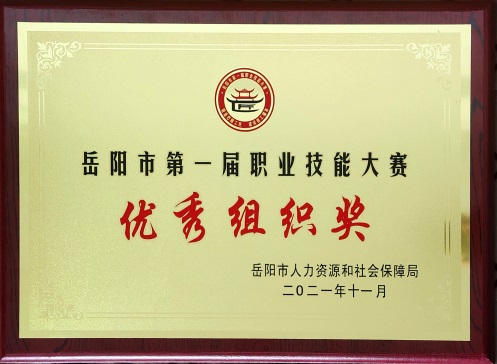 岳阳市第一届职业技能大赛
优秀组织奖
岳阳市人力资源和社会保障局
二〇二一年十一月